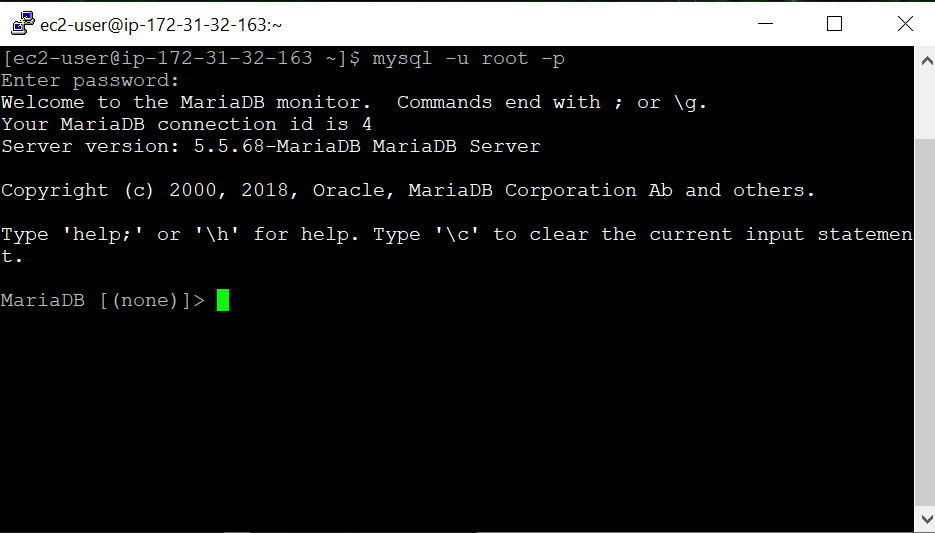 ec2-user@ip-172-31-32-163:~
[ec2-user@ip-172-31-32-163 ~]$ mysql -u root -p
Enter password:
Welcome to the MariaDB monitor.  Commands end with ; or \g.
Your MariaDB connection id is 4
Server version: 5.5.68-MariaDB MariaDB Server
Copyright (c) 2000, 2018, Oracle, MariaDB Corporation Ab and others.
Type 'help;' or '\h' for help. Type '\c' to clear the current input statemen
t.
MariaDB [(none)]>